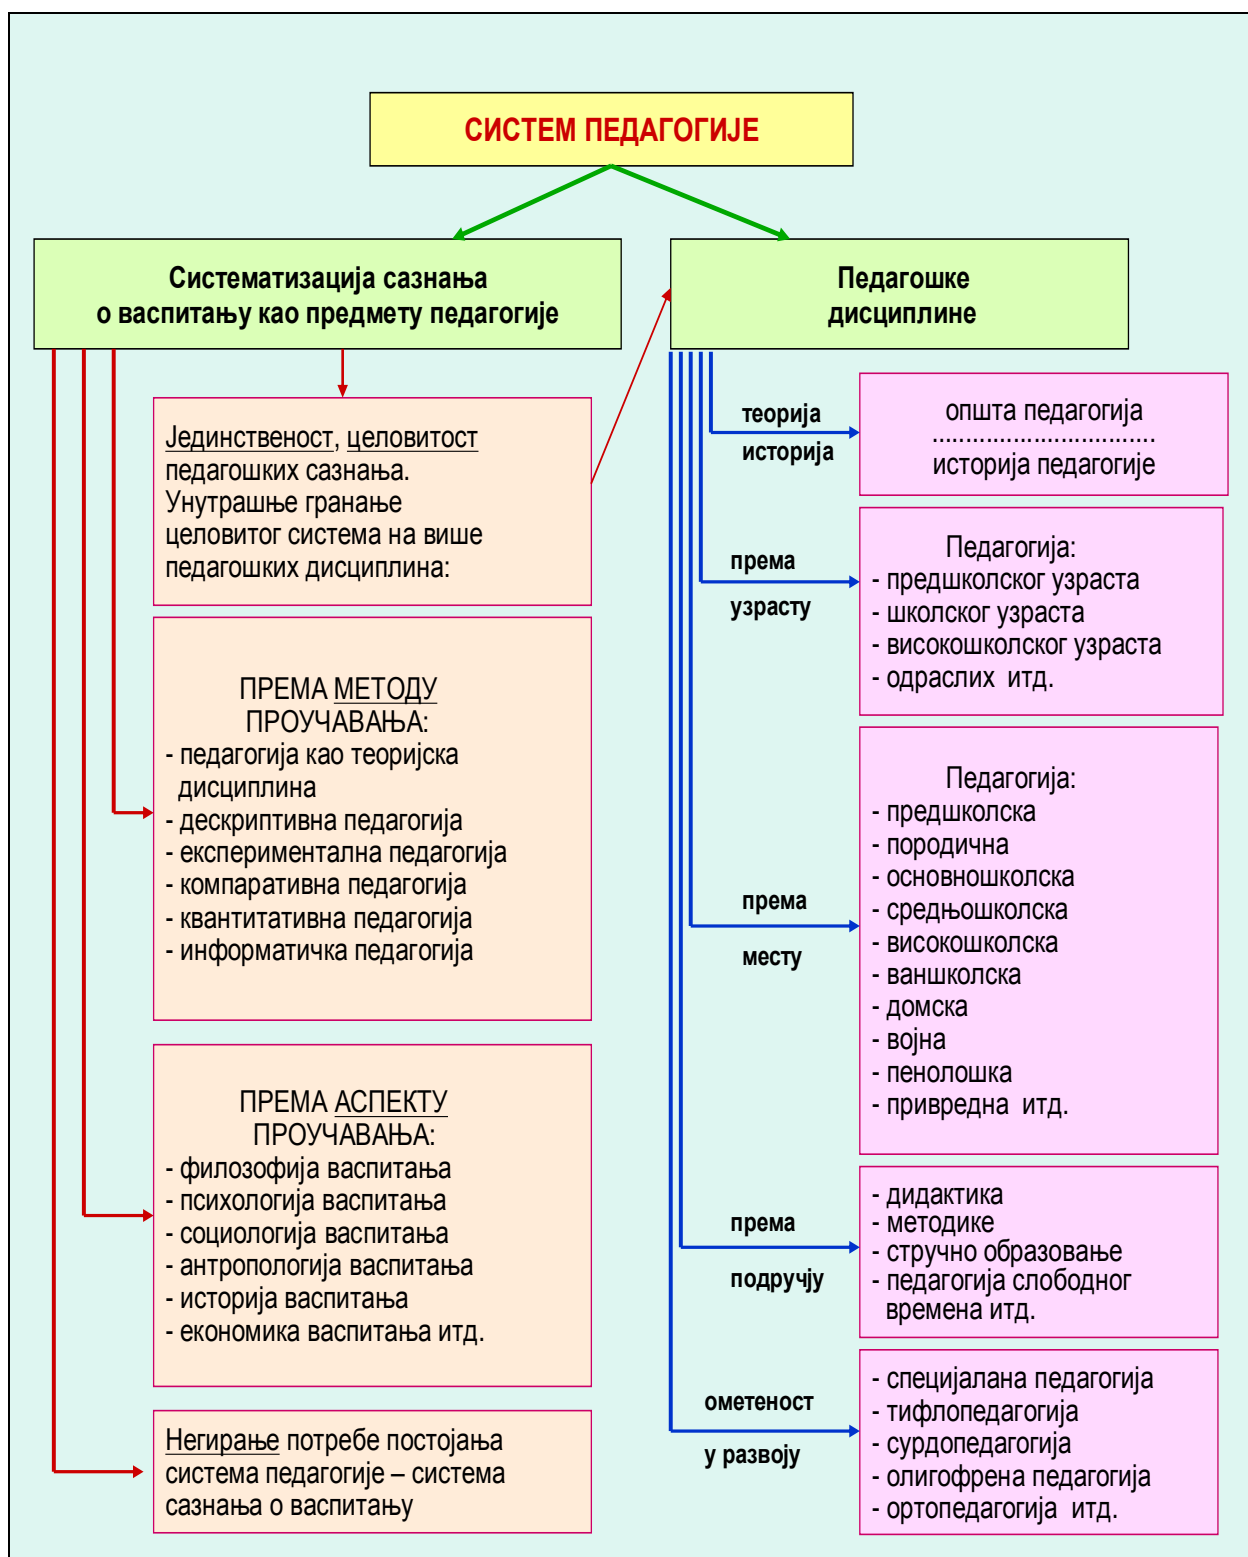 СИСТЕМ ПЕДАГОГИЈЕ
Систематизација сазнања
о васпитању као предмету педагогије
Јединственост, целовитост
педагошких сазнања.
Унутрашње гранање
целовитог система на више
педагошких дисциплина:
ПРЕМА МЕТОДУ
ПРОУЧАВАЊА:
- педагогија као теоријска
дисциплина
- дескриптивна педагогија
- експериментална педагогија
- компаративна педагогија
- квантитативна педагогија
- информатичка педагогија
ПРЕМА АСПЕКТУ
ПРОУЧАВАЊА:
- филозофија васпитања
- психологија васпитања
- социологија васпитања
- антропологија васпитања
- историја васпитања
- економика васпитања итд.
Негирање потребе постојања
система педагогије – система
сазнања о васпитању
Педагошке
дисциплине
теорија
историја
општа педагогија
..................................
историја педагогије
према
узрасту
Педагогија:
- предшколског узраста
- школског узраста
- високошколског узраста
- одраслих итд.
према
месту
Педагогија:
- предшколска
- породична
- основношколска
- средњошколска
- високошколска
- ваншколска
- домска
- војна
- пенолошка
- привредна итд.
према
подручју
- дидактика
- методике
- стручно образовање
- педагогија слободног
времена итд.
ометеност
у развоју
- специјалана педагогија
- тифлопедагогија
- сурдопедагогија
- олигофрена педагогија
- ортопедагогија итд.